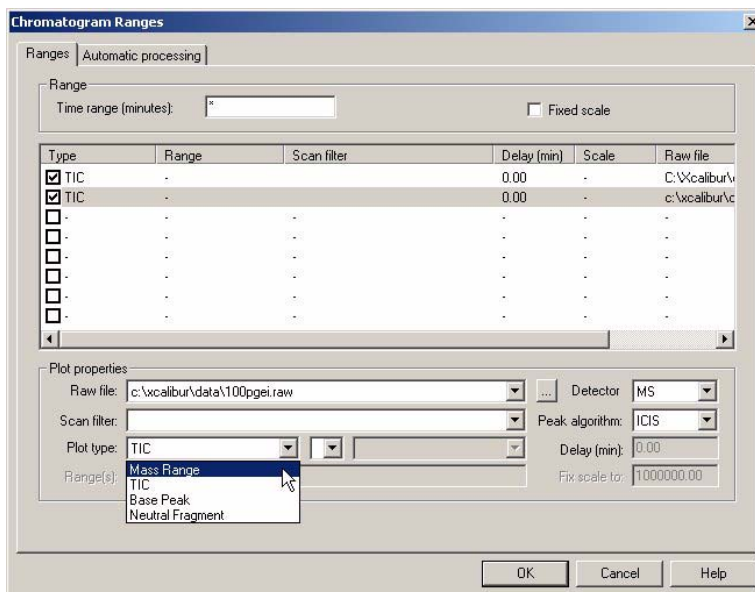 Chromatogram Ranges
Ranges Automatic processing
Range
Time range (minutes): * Fixed scale
Type Range Scan filter Delay (min) Scale Raw file
TIC - 0.00 - C:\Xcalibur\
TIC - 0.00 - c:\xcalibur\
- - - - - -
- - - - - -
- - - - - -
- - - - - -
- - - - - -
- - - - - -
Plot properties
Raw file: c:\xcalibur\data\100pgei.raw ... Detector MS
Scan filter: Peak algorithm: ICIS
Plot type: TIC Delay (min): 0.00
Mass Range
Range(s): Fix scale to: 1000000.00
TIC
Base Peak
Neutral Fragment
OK Cancel Help